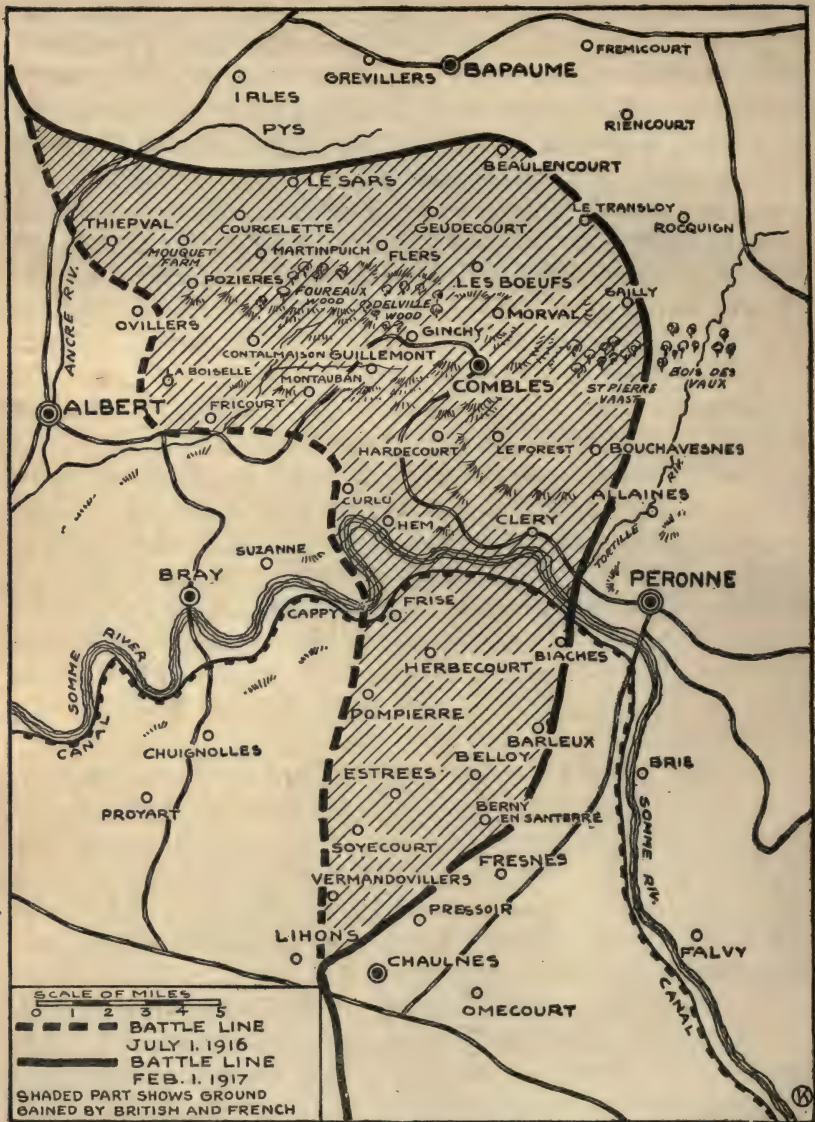 FREMICOURT
GREVILLERS
BAPAUME
IRLES
RIENCOURT
PYS
BEAULENCOURT
LE SARS
LE TRANSLOY
ROCQUIGN
THIEPVAL
COURCELETTE
GEUDECOURT
MOUQUET
FARM
MARTINPUICH
FLERS
POZIERES
FOUREAUX
WOOD
DELVILLE
WOOD
LES BOEUFS
SAILLY
ANCRE RIV.
OVILLERS
MORVAL
GINCHY
CONTALMAISON
GUILLEMONT
LA BOISELLE
MONTAUBAN
COMBLES
ST PIERRE
VAAST
BOIS DES
VAUX
ALBERT
FRICOURT
HARDECOURT
LE FOREST
BOUCHAVESNES
CURLU
ALLAINES
HEM
CLERY
TORTILLE
RIV.
SUZANNE
BRAY
PERONNE
CAPPY
FRISE
SOMME
RIVER
CANAL
BIACHES
HERBECOURT
DOMPIERRE
CHUIGNOLLES
BARLEUX
BELLOY
BRIE
ESTREES
PROYART
BERNY
EN SANTERRE
SOYECOURT
SOMME RIV.
FRESNES
VERMANDOVILLERS
PRESSOIR
LIHONS
FALVY
CHAULNES
OMECOURT
CANAL
SCALE OF MILES
0 1 2 3 4 5
BATTLE LINE
JULY 1. 1916
BATTLE LINE
FEB. 1. 1917
SHADED PART SHOWS GROUND
GAINED BY BRITISH AND FRENCH